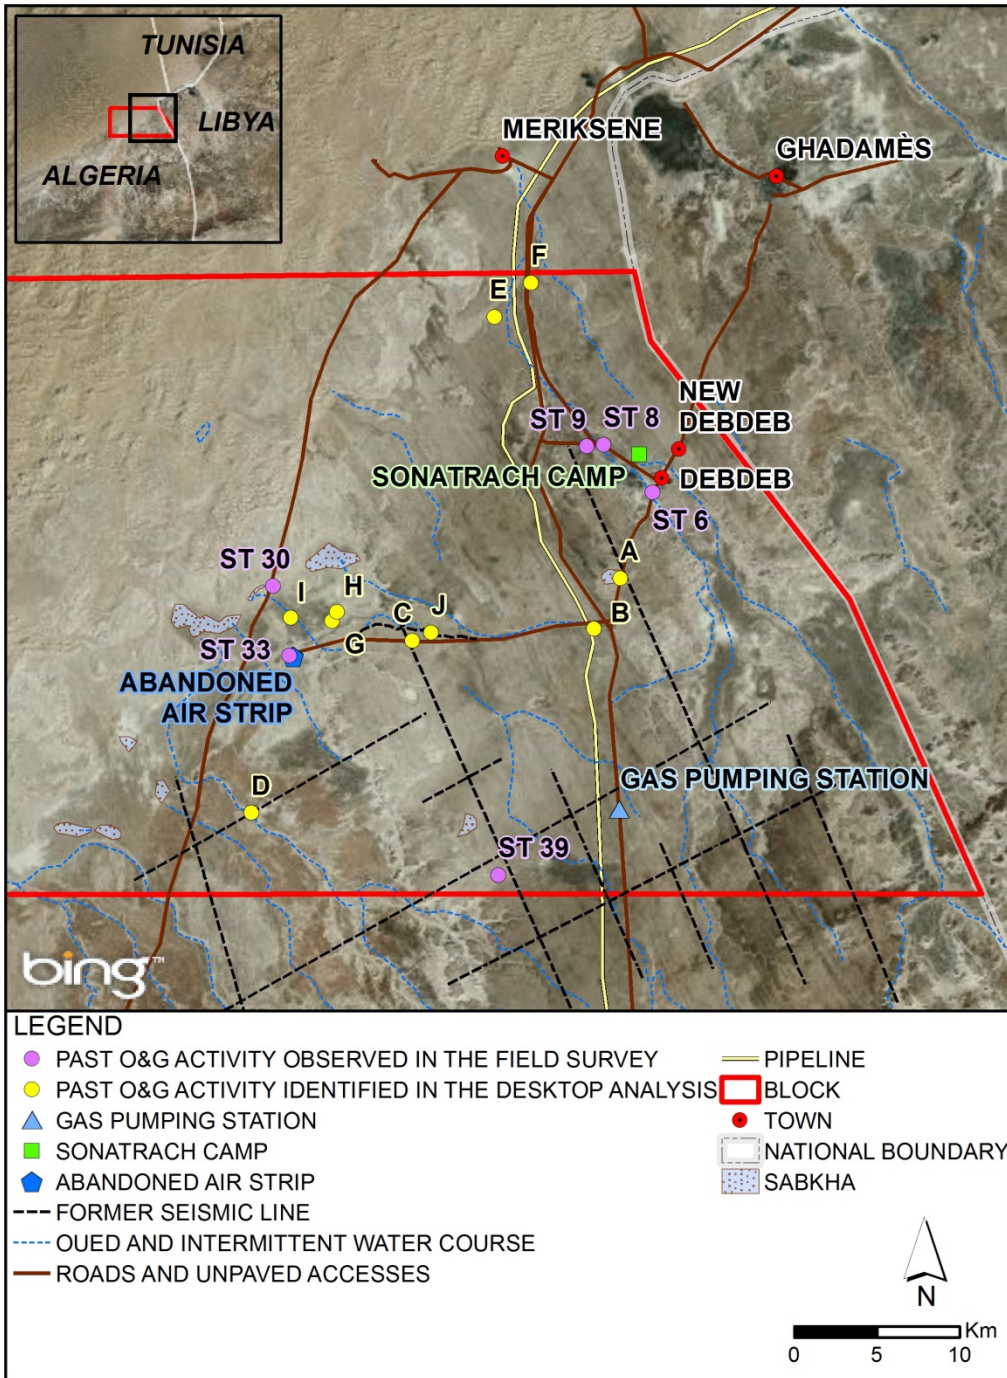 TUNISIA
LIBYA
ALGERIA
MERIKSENE
GHADAMÈS
F
E
NEW
DEBDEB
ST 9
ST 8
SONATRACH CAMP
DEBDEB
ST 6
A
ST 30
I
H
C
J
B
G
ST 33
ABANDONED
AIR STRIP
D
GAS PUMPING STATION
ST 39
bing™
LEGEND
PAST O&G ACTIVITY OBSERVED IN THE FIELD SURVEY
PAST O&G ACTIVITY IDENTIFIED IN THE DESKTOP ANALYSIS
GAS PUMPING STATION
SONATRACH CAMP
ABANDONED AIR STRIP
FORMER SEISMIC LINE
OUED AND INTERMITTENT WATER COURSE
ROADS AND UNPAVED ACCESSES
PIPELINE
BLOCK
TOWN
NATIONAL BOUNDARY
SABKHA
N
Km
0 5 10